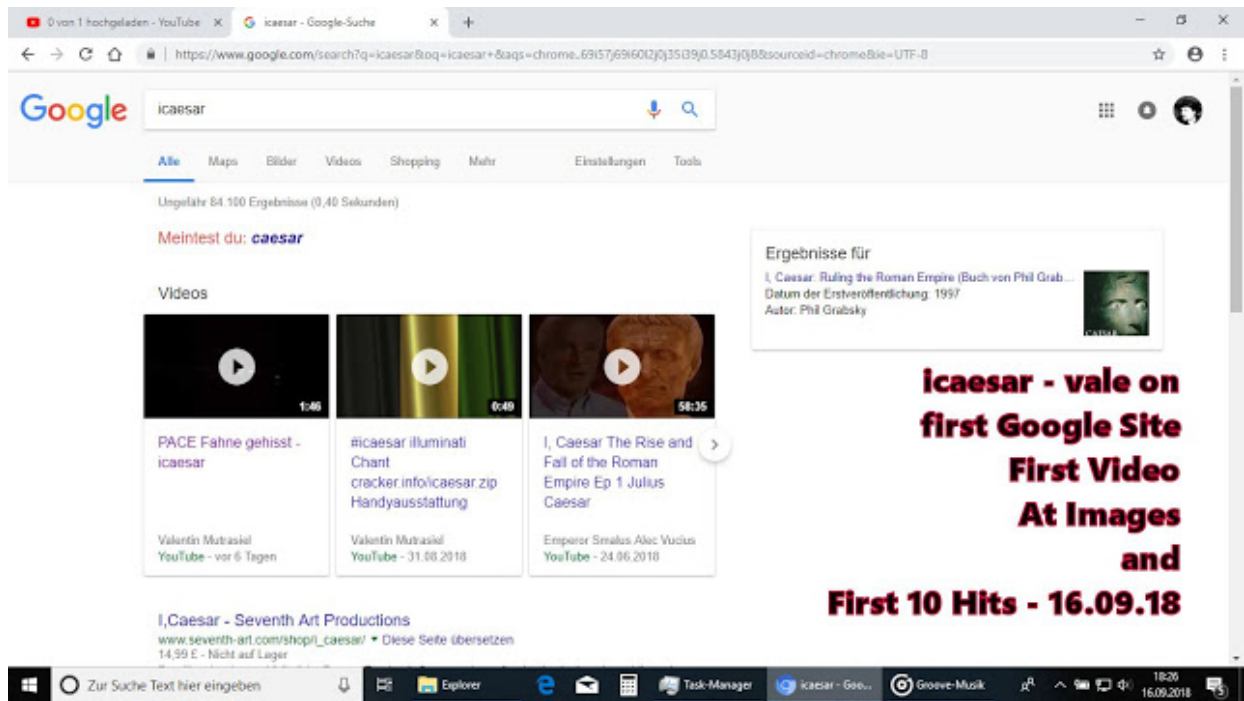 0 von 1 hochgeladen - YouTube
icaesar - Google-Suche
https://www.google.com/search?q=icaesar&oq=icaesar+&aqs=chrome..69i57j69i60l2j0j35i39j0.5843j0j8&sourceid=chrome&ie=UTF-8
Google
icaesar
Alle Maps Bilder Videos Shopping Mehr Einstellungen Tools
Ungefähr 84.100 Ergebnisse (0,40 Sekunden)
Meintest du: caesar
Videos
1:46
PACE Fahne gehisst -
icaesar
Valentin Mutrasiel
YouTube - vor 6 Tagen
0:49
#icaesar illuminati
Chant
cracker.info/icaesar.zip
Handyausstattung
Valentin Mutrasiel
YouTube - 31.08.2018
58:35
I, Caesar The Rise and
Fall of the Roman
Empire Ep 1 Julius
Caesar
Emperor Smalus Alec Vucius
YouTube - 24.06.2018
I,Caesar - Seventh Art Productions
www.seventh-art.com/shop/i_caesar/ Diese Seite übersetzen
14,99 £ - Nicht auf Lager
Ergebnisse für
I, Caesar: Ruling the Roman Empire (Buch von Phil Grab...
Datum der Erstveröffentlichung: 1997
Autor: Phil Grabsky
CAESAR
icaesar - vale on
first Google Site
First Video
At Images
and
First 10 Hits - 16.09.18
Zur Suche Text hier eingeben
Explorer
Task-Manager
icaesar - Goo...
Groove-Musik
18:26
16.09.2018